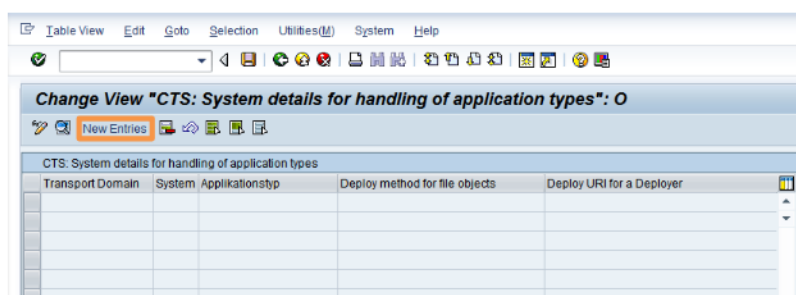 Table View Edit Goto Selection Utilities(M) System Help
Change View "CTS: System details for handling of application types": O
New Entries
CTS: System details for handling of application types
Transport Domain System Applikationstyp Deploy method for file objects Deploy URI for a Deployer